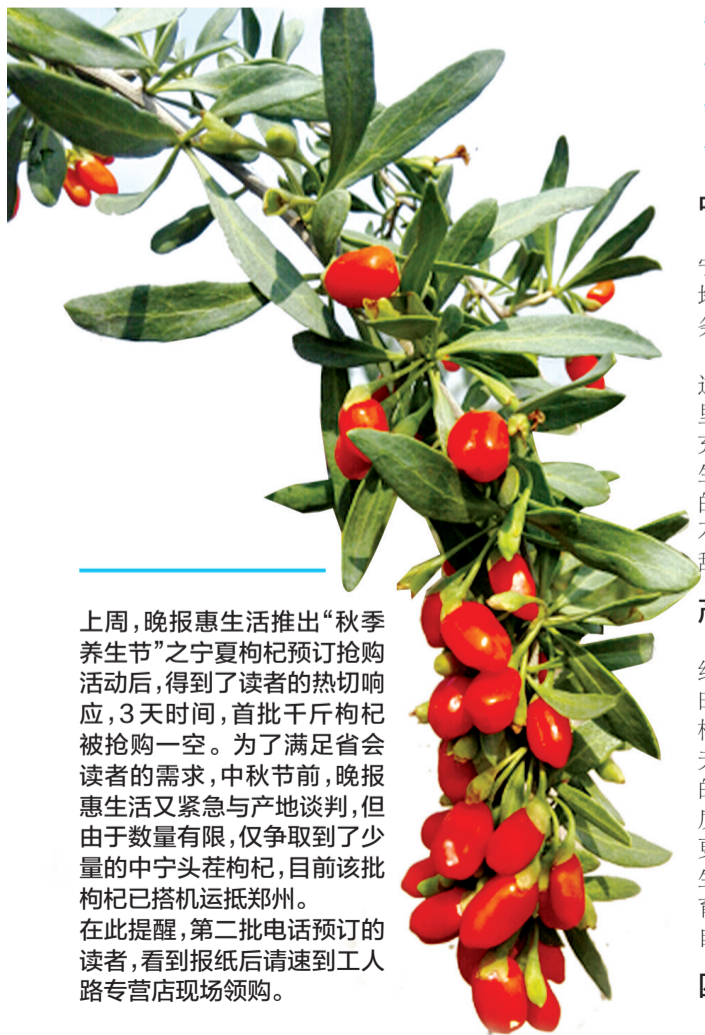 上周，晚报惠生活推出“秋季
养生节”之宁夏枸杞预订抢购
活动后，得到了读者的热切响
应，3天时间，首批千斤枸杞
被抢购一空。为了满足省会
读者的需求，中秋节前，晚报
惠生活又紧急与产地谈判，但
由于数量有限，仅争取到了少
量的中宁头茬枸杞，目前该批
枸杞已搭机运抵郑州。
在此提醒，第二批电话预订的
读者，看到报纸后请速到工人
路专营店现场领购。